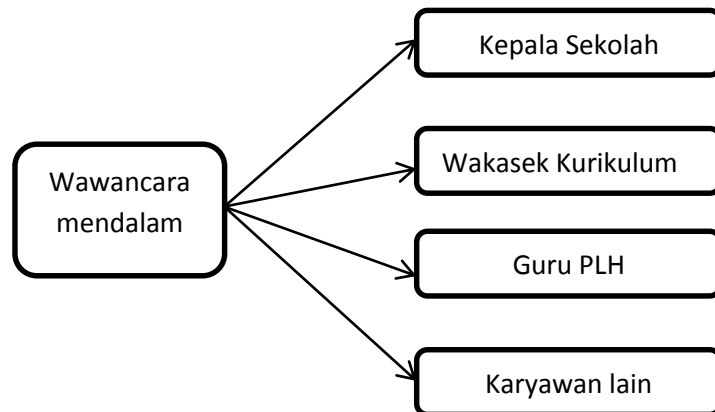 Wawancara
mendalam
Kepala Sekolah
Wakasek Kurikulum
Guru PLH
Karyawan lain